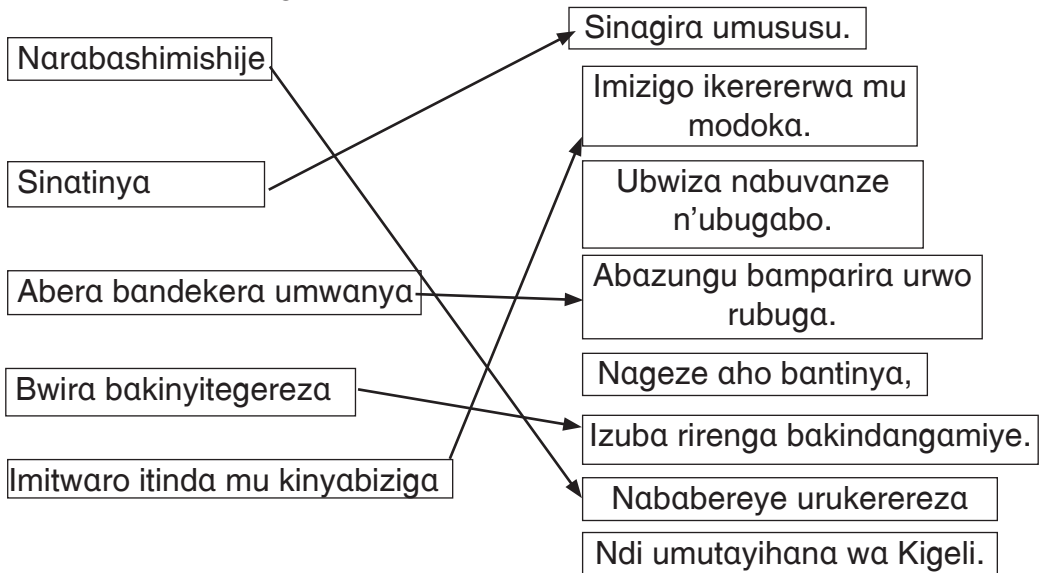 Narabashimishije
Sinatinya
Abera bandekera umwanya
Bwira bakinyitegereza
Imitwaro itinda mu kinyabiziga
Sinagira umususu.
Imizigo ikerererwa mu
modoka.
Ubwiza nabuvanze
n’ubugabo.
Abazungu bamparira urwo
rubuga.
Nageze aho bantinya,
Izuba rirenga bakindangamiye.
Nababereye urukerereza
Ndi umutayihana wa Kigeli.